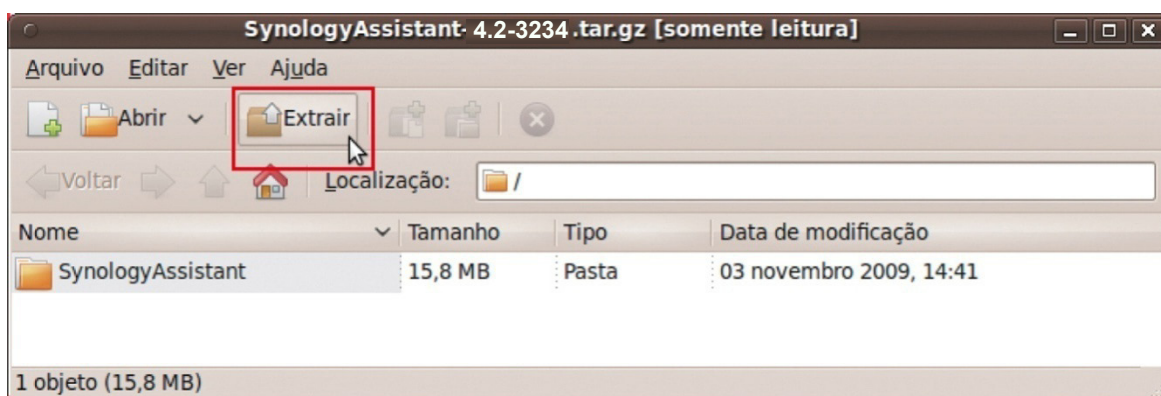 SynologyAssistant- 4.2-3234 .tar.gz [somente leitura]
Arquivo Editar Ver Ajuda
Abrir Extrair
Voltar Localização: /
Nome Tamanho Tipo Data de modificação
SynologyAssistant 15,8 MB Pasta 03 novembro 2009, 14:41
1 objeto (15,8 MB)